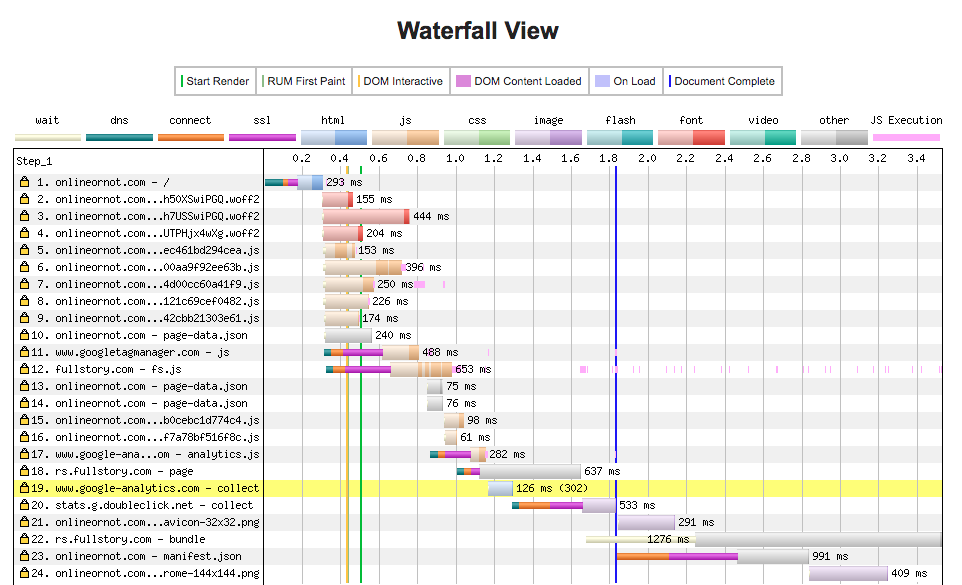 Waterfall View
Start Render RUM First Paint DOM Interactive DOM Content Loaded On Load Document Complete
wait dns connect ssl html js css image flash font video other JS Execution
Step_1 0.2 0.4 0.6 0.8 1.0 1.2 1.4 1.6 1.8 2.0 2.2 2.4 2.6 2.8 3.0 3.2 3.4
1. onlineornot.com - / 293 ms
2. onlineornot.com...h50XSwiPGQ.woff2 155 ms
3. onlineornot.com...h7USSwiPGQ.woff2 444 ms
4. onlineornot.com...UTPHjx4wXg.woff2 204 ms
5. onlineornot.com...ec461bd294cea.js 153 ms
6. onlineornot.com...00aa9f92ee63b.js 396 ms
7. onlineornot.com...4d00cc60a41f9.js 250 ms
8. onlineornot.com...121c69cef0482.js 226 ms
9. onlineornot.com...42cbb21303e61.js 174 ms
10. onlineornot.com - page-data.json 240 ms
11. www.googletagmanager.com - js 488 ms
12. fullstory.com - fs.js 653 ms
13. onlineornot.com - page-data.json 75 ms
14. onlineornot.com - page-data.json 76 ms
15. onlineornot.com...b0cebc1d774c4.js 98 ms
16. onlineornot.com...f7a78bf516f8c.js 61 ms
17. www.google-ana...om - analytics.js 282 ms
18. rs.fullstory.com - page 637 ms
19. www.google-analytics.com - collect 126 ms (302)
20. stats.g.doubleclick.net - collect 533 ms
21. onlineornot.com...avicon-32x32.png 291 ms
22. rs.fullstory.com - bundle 1276 ms
23. onlineornot.com - manifest.json 991 ms
24. onlineornot.com...rome-144x144.png 409 ms